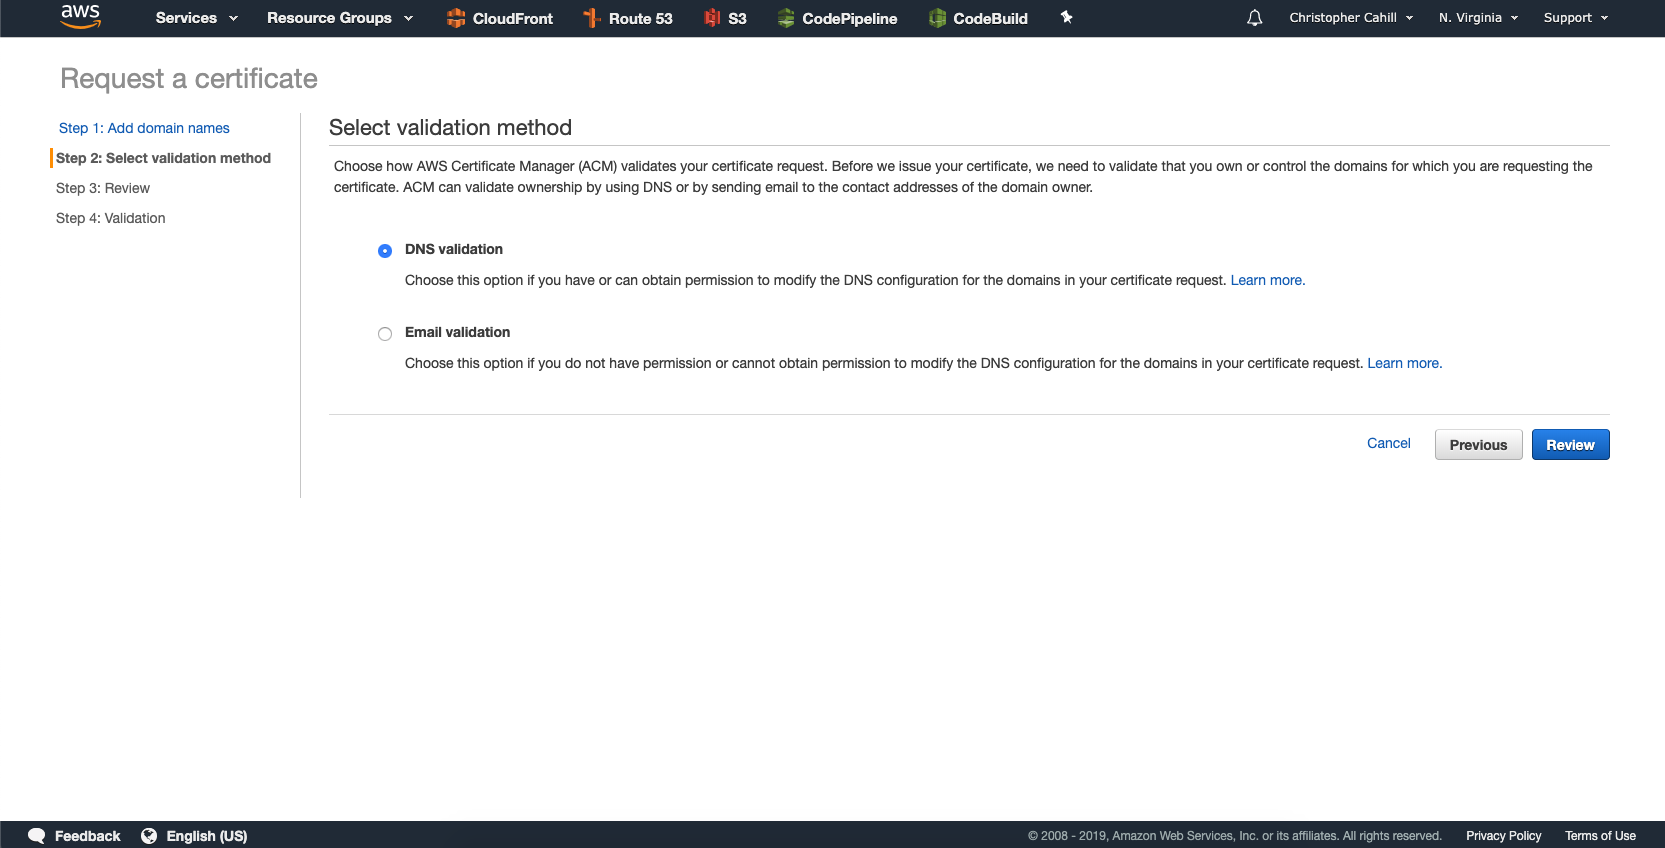 aws Services Resource Groups CloudFront Route 53 S3 CodePipeline CodeBuild Christopher Cahill N. Virginia Support
Request a certificate
Step 1: Add domain names
Step 2: Select validation method
Step 3: Review
Step 4: Validation
Select validation method
Choose how AWS Certificate Manager (ACM) validates your certificate request. Before we issue your certificate, we need to validate that you own or control the domains for which you are requesting the
certificate. ACM can validate ownership by using DNS or by sending email to the contact addresses of the domain owner.
DNS validation
Choose this option if you have or can obtain permission to modify the DNS configuration for the domains in your certificate request. Learn more.
Email validation
Choose this option if you do not have permission or cannot obtain permission to modify the DNS configuration for the domains in your certificate request. Learn more.
Cancel Previous Review
Feedback English (US) © 2008 - 2019, Amazon Web Services, Inc. or its affiliates. All rights reserved. Privacy Policy Terms of Use